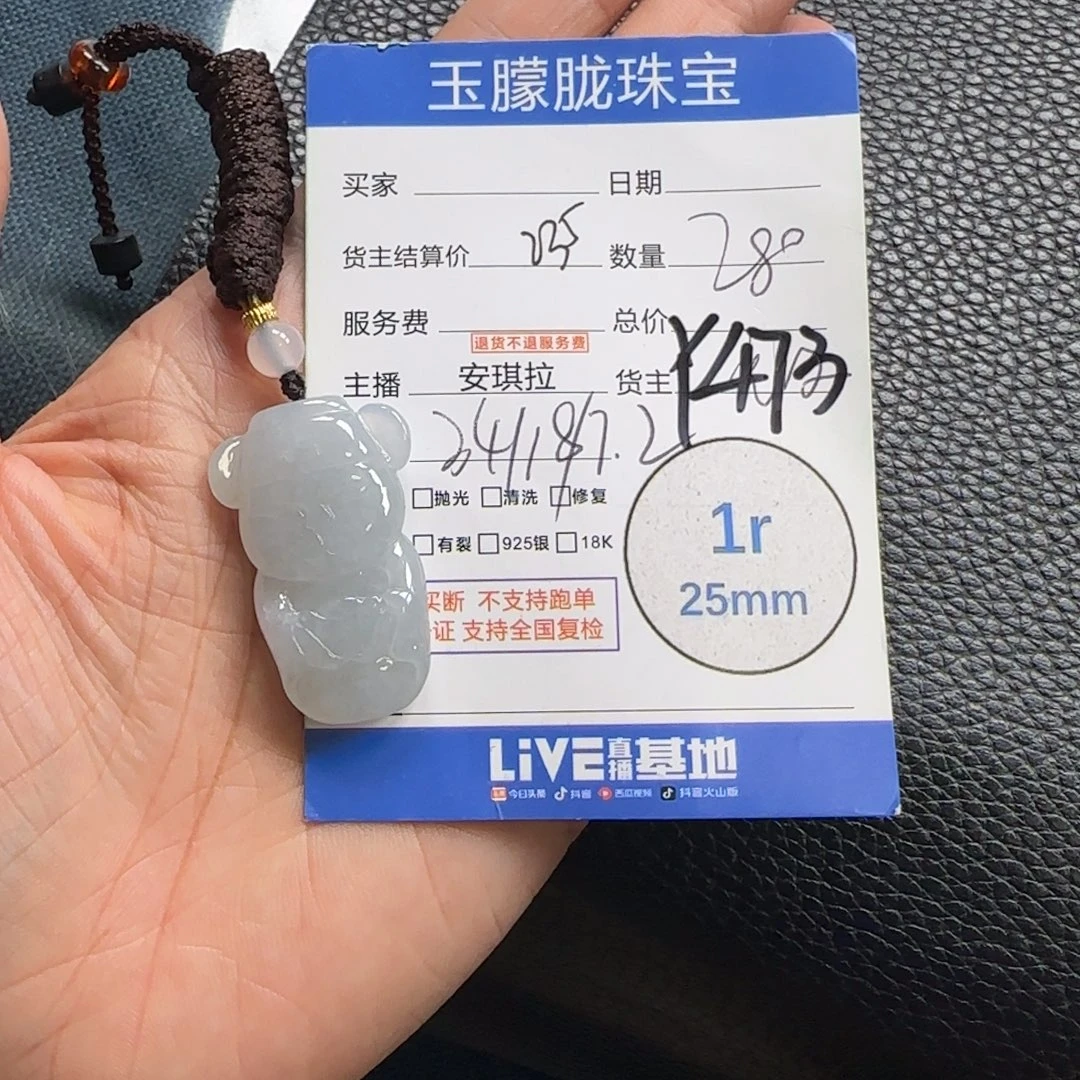 玉朦胧珠宝
买家 日期
货主结算价 数量 280
服务费 总价
退货不退服务费
主播 安琪拉 货主 Y473
抛光 清洗 修复
1r
有裂 925银 18K
25mm
买断 不支持跑单
证 支持全国复检
LiVE直播基地
今日头条 抖音 西瓜视频 抖音火山版